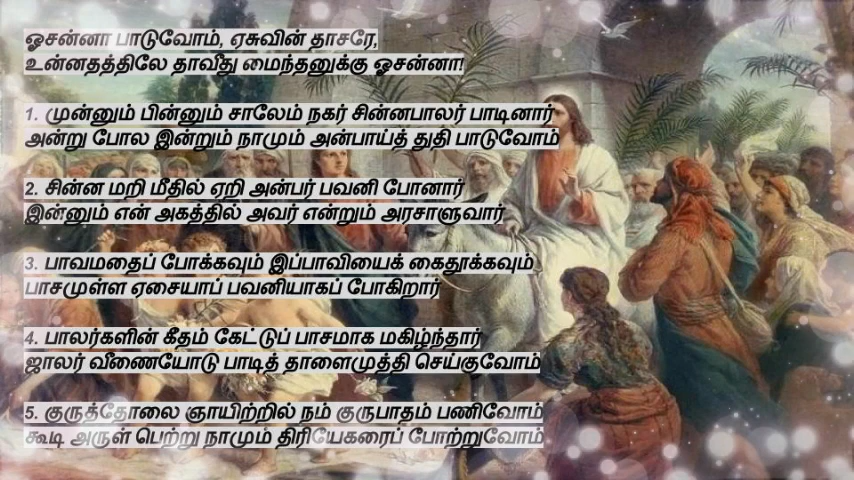 ஓசன்னா பாடுவோம், ஏசுவின் தாசரே,
உன்னதத்திலே தாவீது மைந்தனுக்கு ஓசன்னா!
1. முன்னும் பின்னும் சாலேம் நகர் சின்னபாலர் பாடினார்
அன்று போல இன்றும் நாமும் அன்பாய்த் துதி பாடுவோம்
2. சின்ன மறி மீதில் ஏறி அன்பர் பவனி போனார்
இன்னும் என் அகத்தில் அவர் என்றும் அரசாளுவார்
3. பாவமதைப் போக்கவும் இப்பாவியைக் கைதூக்கவும்
பாசமுள்ள ஏசையாப் பவனியாகப் போகிறார்
4. பாலர்களின் கீதம் கேட்டுப் பாசமாக மகிழ்ந்தார்
ஜாலர் வீணையோடு பாடித் தாளைமுத்தி செய்குவோம்
5. குருத்தோலை ஞாயிற்றில் நம் குருபாதம் பணிவோம்
கூடி அருள் பெற்று நாமும் திரியேகரைப் போற்றுவோம்